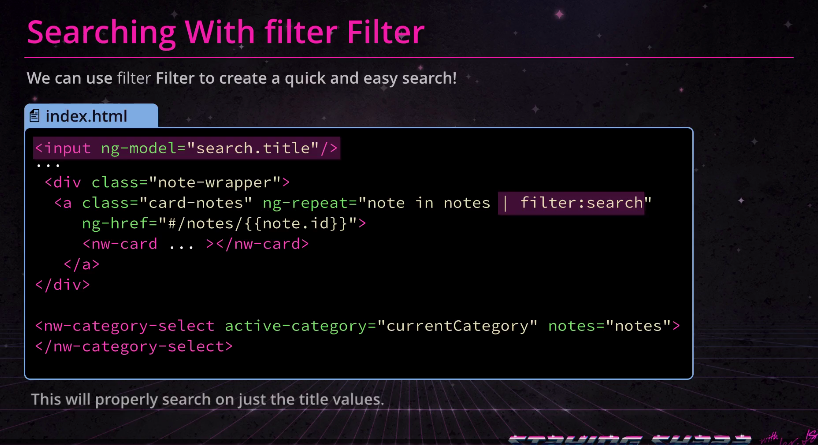 Searching With filter Filter
We can use filter Filter to create a quick and easy search!
index.html
<input ng-model="search.title"/>
...
<div class="note-wrapper">
<a class="card-notes" ng-repeat="note in notes | filter:search"
ng-href="#/notes/{{note.id}}">
<nw-card ... ></nw-card>
</a>
</div>
<nw-category-select active-category="currentCategory" notes="notes">
</nw-category-select>
This will properly search on just the title values.